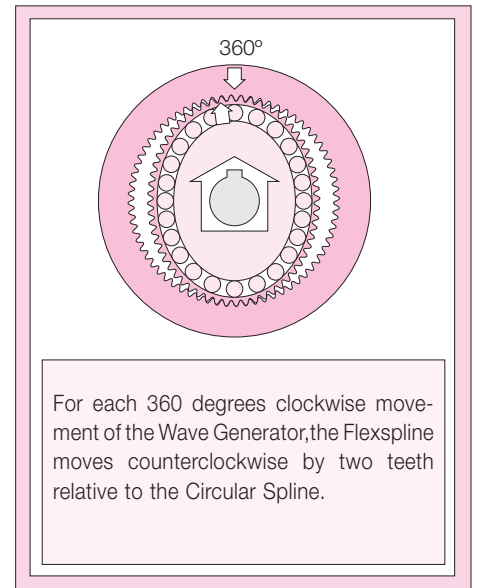 360º
For each 360 degrees clockwise move-
ment of the Wave Generator,the Flexspline
moves counterclockwise by two teeth
relative to the Circular Spline.